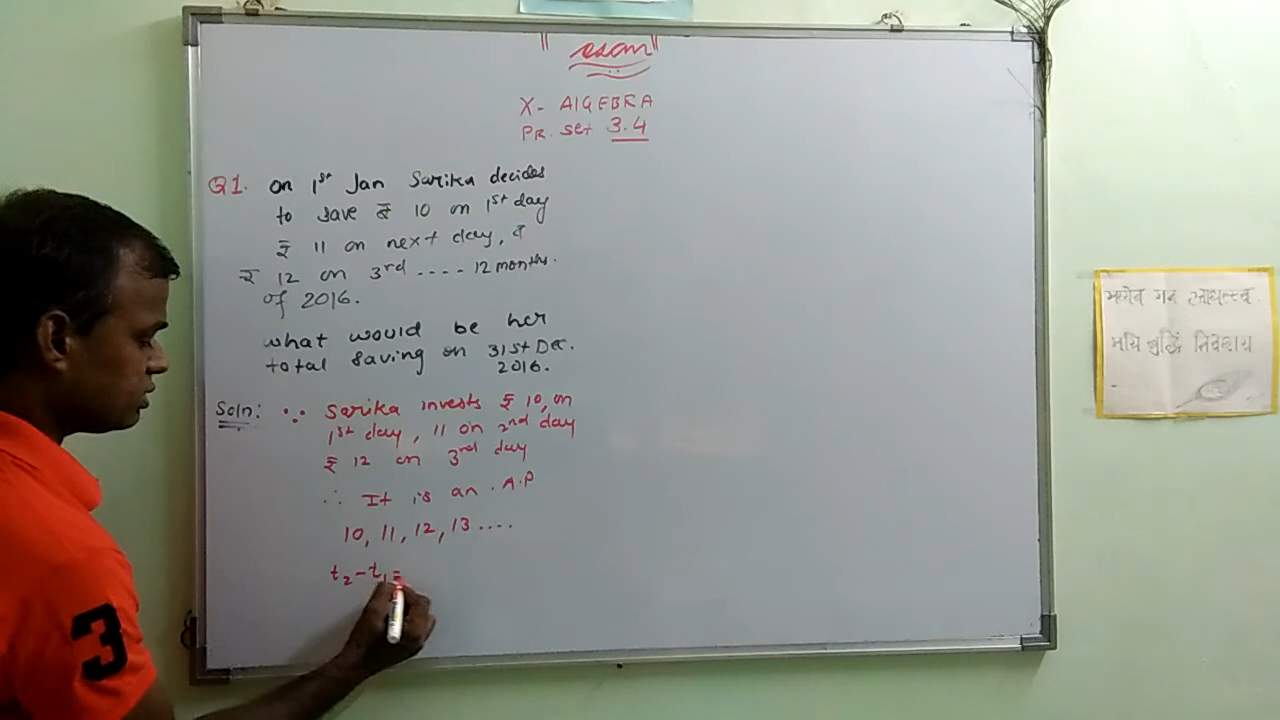 "exam"
X- AlGEBRA
PR. set 3.4
Q1. on 1st Jan Sarika decides
to save ₹ 10 on 1st day
₹ 11 on next day, &
₹ 12 on 3rd .... 12 months.
of 2016.
what would be her
total saving on 31st Dec.
2016.
Soln: ∵ Sarika invests ₹ 10, on
1st day, 11 on 2nd day
₹ 12 on 3rd day
∴ It is an A.P
10, 11, 12, 13 ....
t₂-t₁=
3